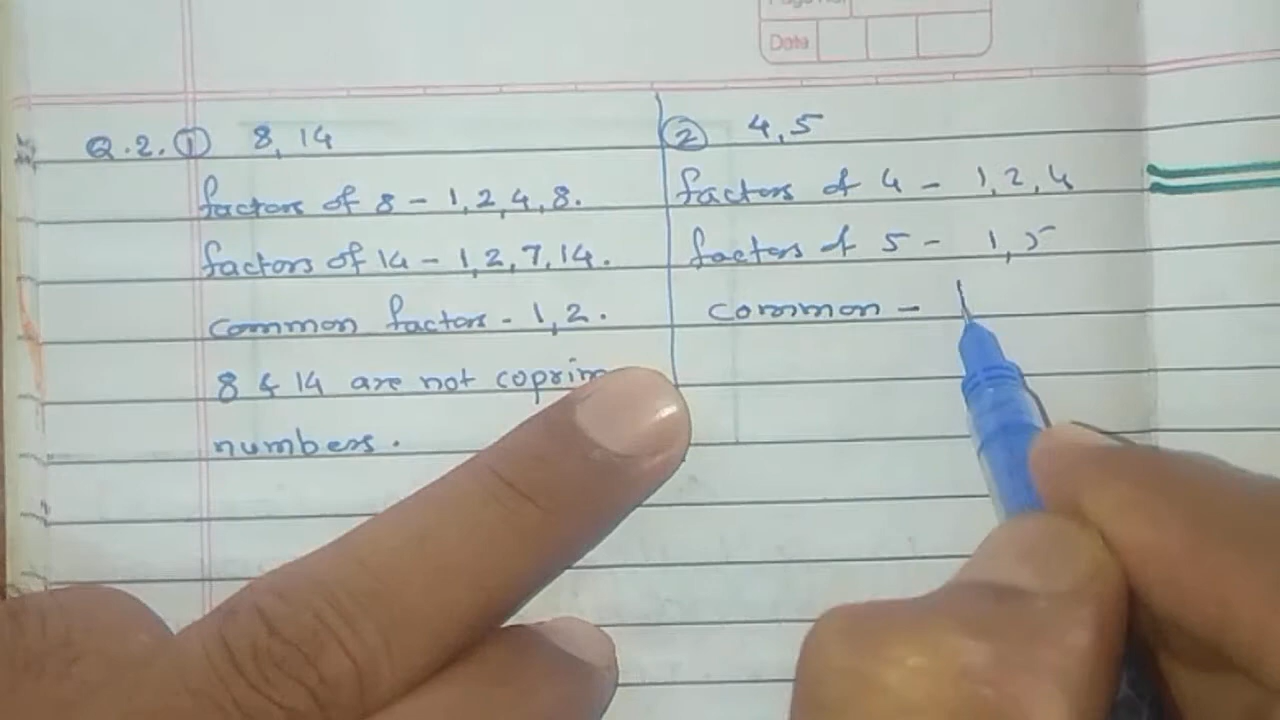 Data
Q.2. ① 8, 14
factors of 8 - 1, 2, 4, 8.
factors of 14 - 1, 2, 7, 14.
common factors - 1, 2.
8 & 14 are not coprim
numbers.
② 4, 5
factors of 4 - 1, 2, 4
factors of 5 - 1, 5
common - 1